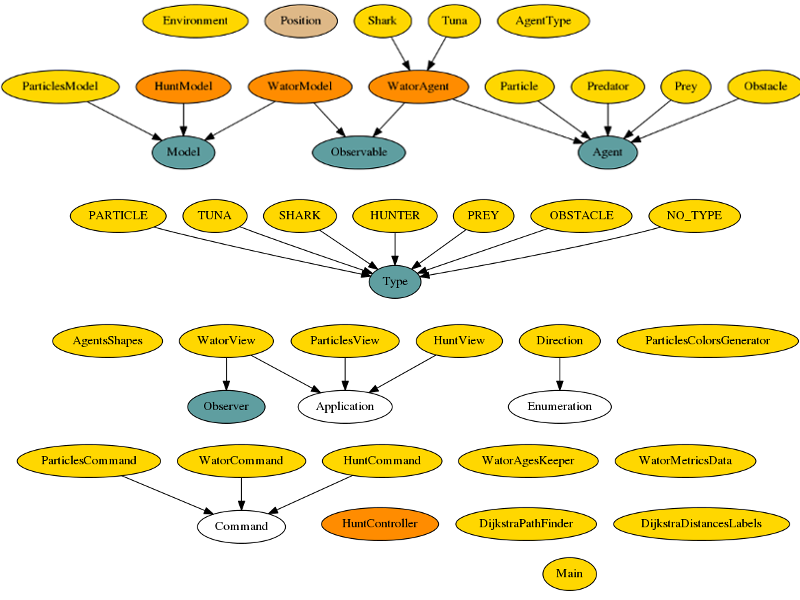 Environment
Position
Shark
Tuna
AgentType
ParticlesModel
HuntModel
WatorModel
WatorAgent
Particle
Predator
Prey
Obstacle
Model
Observable
Agent
PARTICLE
TUNA
SHARK
HUNTER
PREY
OBSTACLE
NO_TYPE
Type
AgentsShapes
WatorView
ParticlesView
HuntView
Direction
ParticlesColorsGenerator
Observer
Application
Enumeration
ParticlesCommand
WatorCommand
HuntCommand
WatorAgesKeeper
WatorMetricsData
Command
HuntController
DijkstraPathFinder
DijkstraDistancesLabels
Main